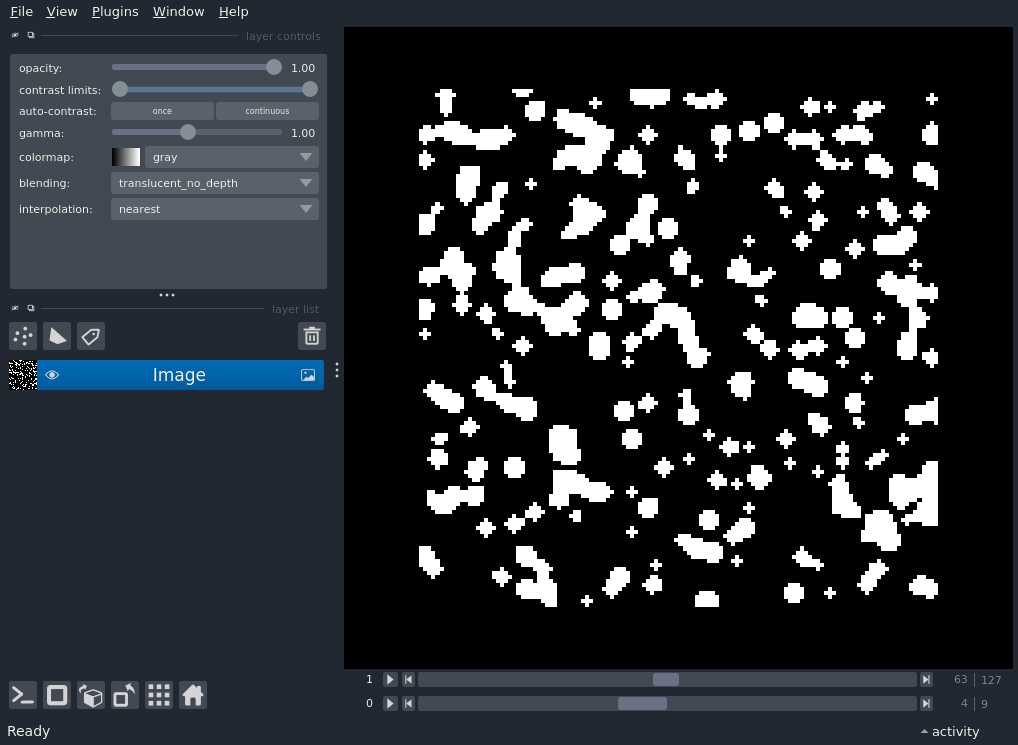 File View Plugins Window Help
layer controls
opacity: 1.00
contrast limits:
auto-contrast: once continuous
gamma: 1.00
colormap: gray
blending: translucent_no_depth
interpolation: nearest
layer list
Image
1 63 127
0 4 9
Ready activity